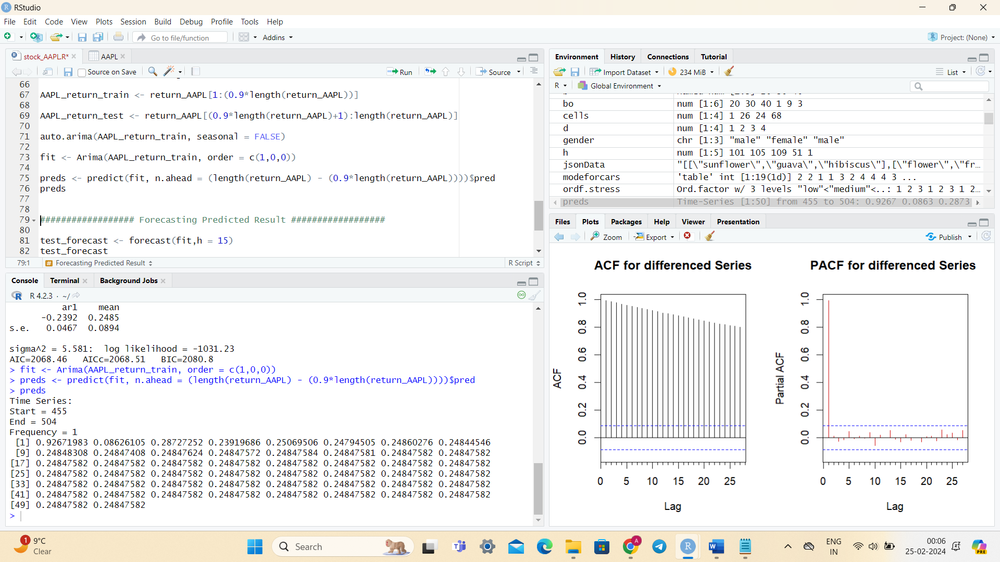 RStudio
File Edit Code View Plots Session Build Debug Profile Tools Help
Go to file/function Addins Project: (None)
stock_AAPL.R* AAPL
Source on Save Run Source
66
67 AAPL_return_train <- return_AAPL[1:(0.9*length(return_AAPL))]
68
69 AAPL_return_test <- return_AAPL[(0.9*length(return_AAPL)+1):length(return_AAPL)]
70
71 auto.arima(AAPL_return_train, seasonal = FALSE)
72
73 fit <- Arima(AAPL_return_train, order = c(1,0,0))
74
75 preds <- predict(fit, n.ahead = (length(return_AAPL) - (0.9*length(return_AAPL))))$pred
76 preds
77
78
79 ################## Forecasting Predicted Result ##################
80
81 test_forecast <- forecast(fit,h = 15)
82 test_forecast
79:1 # Forecasting Predicted Result R Script
Console Terminal Background Jobs
R 4.2.3 · ~/
ar1 mean
-0.2392 0.2485
s.e. 0.0467 0.0894
sigma^2 = 5.581: log likelihood = -1031.23
AIC=2068.46 AICc=2068.51 BIC=2080.8
> fit <- Arima(AAPL_return_train, order = c(1,0,0))
> preds <- predict(fit, n.ahead = (length(return_AAPL) - (0.9*length(return_AAPL))))$pred
> preds
Time Series:
Start = 455
End = 504
Frequency = 1
[1] 0.92671983 0.08626105 0.28727252 0.23919686 0.25069506 0.24794505 0.24860276 0.24844546
[9] 0.24848308 0.24847408 0.24847624 0.24847572 0.24847584 0.24847581 0.24847582 0.24847582
[17] 0.24847582 0.24847582 0.24847582 0.24847582 0.24847582 0.24847582 0.24847582 0.24847582
[25] 0.24847582 0.24847582 0.24847582 0.24847582 0.24847582 0.24847582 0.24847582 0.24847582
[33] 0.24847582 0.24847582 0.24847582 0.24847582 0.24847582 0.24847582 0.24847582 0.24847582
[41] 0.24847582 0.24847582 0.24847582 0.24847582 0.24847582 0.24847582 0.24847582 0.24847582
[49] 0.24847582 0.24847582
>
Environment History Connections Tutorial
Import Dataset 234 MiB List
R Global Environment
bo num [1:6] 20 30 40 1 9 3
cells num [1:4] 1 26 24 68
d num [1:4] 1 2 3 4
gender chr [1:3] "male" "female" "male"
h num [1:5] 101 105 109 51 1
jsonData "[[\"sunflower\",\"guava\",\"hibiscus\"],[\"flower\",\"fr…
modeforcars 'table' int [1:19(1d)] 2 2 1 1 3 2 4 4 4 3 ...
ordf.stress Ord.factor w/ 3 levels "low"<"medium"<..: 1 2 3 1 2 3 1 2…
preds Time-Series [1:50] from 455 to 504: 0.9267 0.0863 0.2873
Files Plots Packages Help Viewer Presentation
Zoom Export Publish
ACF for differenced Series
ACF
0.0 0.2 0.4 0.6 0.8 1.0
0 5 10 15 20 25
Lag
PACF for differenced Series
Partial ACF
0.0 0.2 0.4 0.6 0.8 1.0
0 5 10 15 20 25
Lag
1
9°C
Clear
Search
A
R
W
ENG
IN
00:06
25-02-2024
PRE